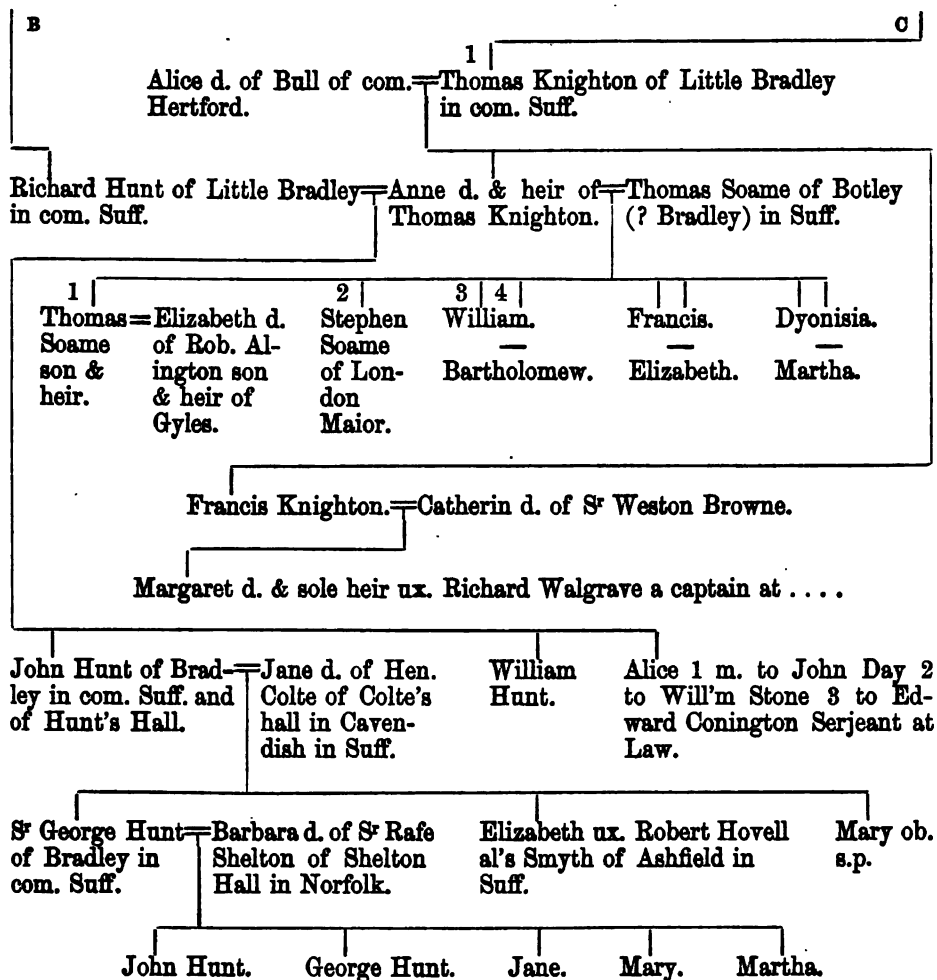 B
C
1
Alice d. of Bull of com. Thomas Knighton of Little Bradley
Hertford. in com. Suff.
Richard Hunt of Little Bradley Anne d. & heir of Thomas Soame of Botley
in com. Suff. Thomas Knighton. (? Bradley) in Suff.
1 2 3 4
Thomas Elizabeth d. Stephen William. Francis. Dyonisia.
Soame of Rob. Al- Soame
son & ington son of Lon- Bartholomew. Elizabeth. Martha.
heir. & heir of don
Gyles. Maior.
Francis Knighton. Catherin d. of Sr Weston Browne.
Margaret d. & sole heir ux. Richard Walgrave a captain at . . . .
John Hunt of Brad- Jane d. of Hen. William Alice 1 m. to John Day 2
ley in com. Suff. and Colte of Colte's Hunt. to Will'm Stone 3 to Ed-
of Hunt's Hall. hall in Caven- ward Conington Serjeant at
dish in Suff. Law.
Sr George Hunt Barbara d. of Sr Rafe Elizabeth ux. Robert Hovell Mary ob.
of Bradley in Shelton of Shelton al's Smyth of Ashfield in s.p.
com. Suff. Hall in Norfolk. Suff.
John Hunt. George Hunt. Jane. Mary. Martha.